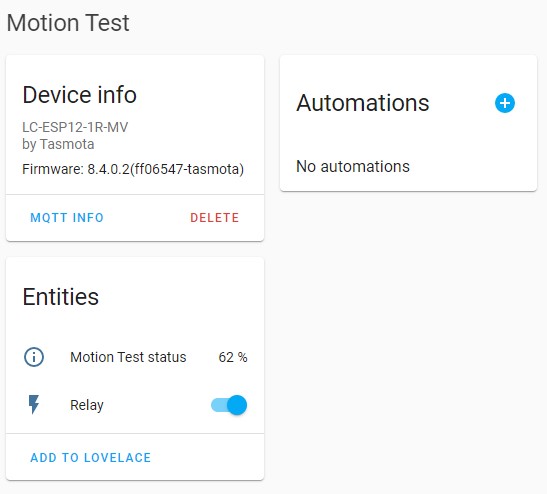 Motion Test
Device info
LC-ESP12-1R-MV
by Tasmota
Firmware: 8.4.0.2(ff06547-tasmota)
MQTT INFO
DELETE
Automations
No automations
Entities
Motion Test status 62 %
Relay
ADD TO LOVELACE